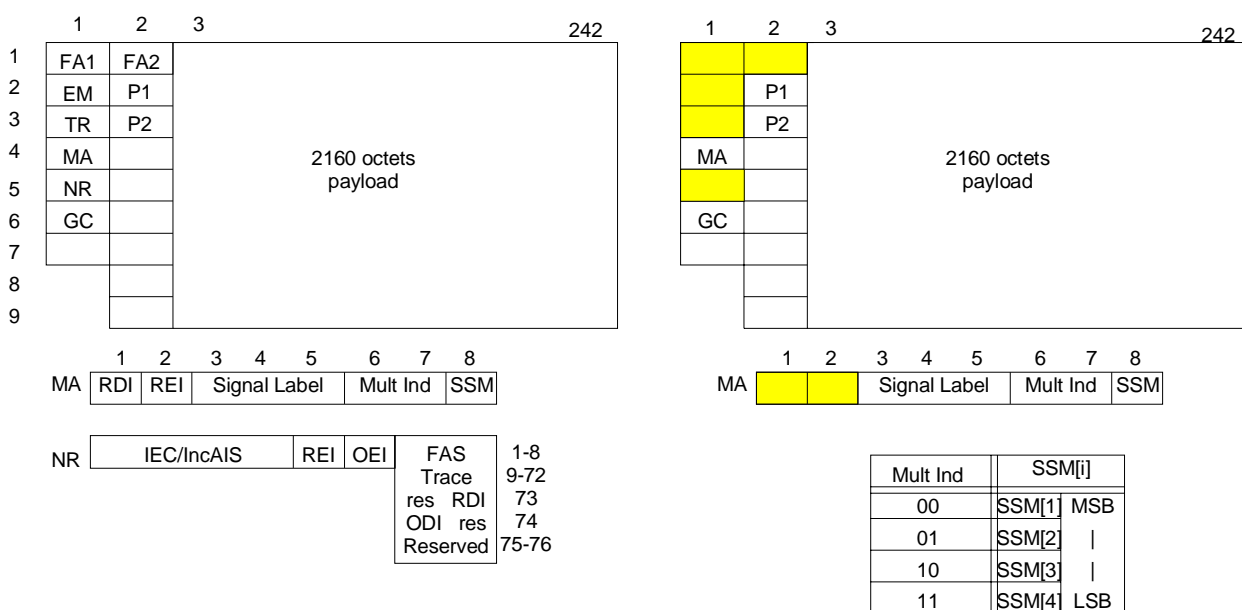 1 2 3 242
1 FA1 FA2
2 EM P1
3 TR P2
4 MA
5 NR
6 GC
7
8
9
2160 octets
payload
1 2 3 4 5 6 7 8
MA RDI REI Signal Label Mult Ind SSM
NR IEC/IncAIS REI OEI FAS 1-8
Trace 9-72
res RDI 73
ODI res 74
Reserved 75-76
1 2 3 242
P1
P2
MA
GC
2160 octets
payload
1 2 3 4 5 6 7 8
MA Signal Label Mult Ind SSM
Mult Ind SSM[i]
00 SSM[1] MSB
01 SSM[2] |
10 SSM[3] |
11 SSM[4] LSB